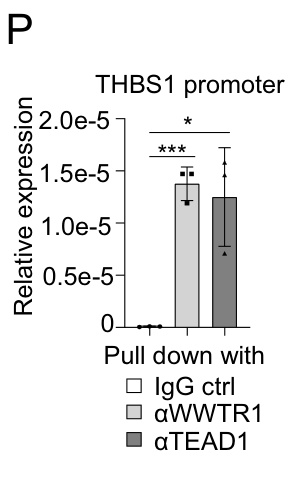 P
THBS1 promoter
Relative expression
2.0e-5
*
***
1.5e-5
1.0e-5
0.5e-5
0
Pull down with
IgG ctrl
αWWTR1
αTEAD1